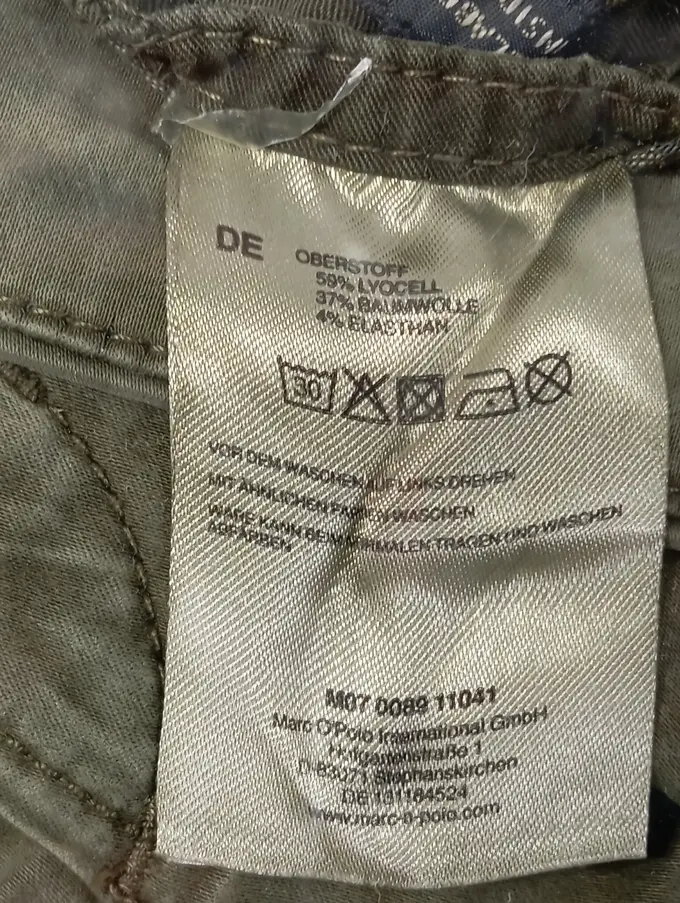 DE
OBERSTOFF
59% LYOCELL
37% BAUMWOLLE
4% ELASTHAN
30
VOR DEM WASCHEN AUF LINKS DREHEN
MIT ÄHNLICHEN FARBEN WASCHEN
WARE KANN BEIM NORMALEN TRAGEN UND WASCHEN
ABFÄRBEN
M07 0089 11041
Marc O'Polo International GmbH
Hofgartenstraße 1
D-83071 Stephanskirchen
DE 131184524
www.marc-o-polo.com